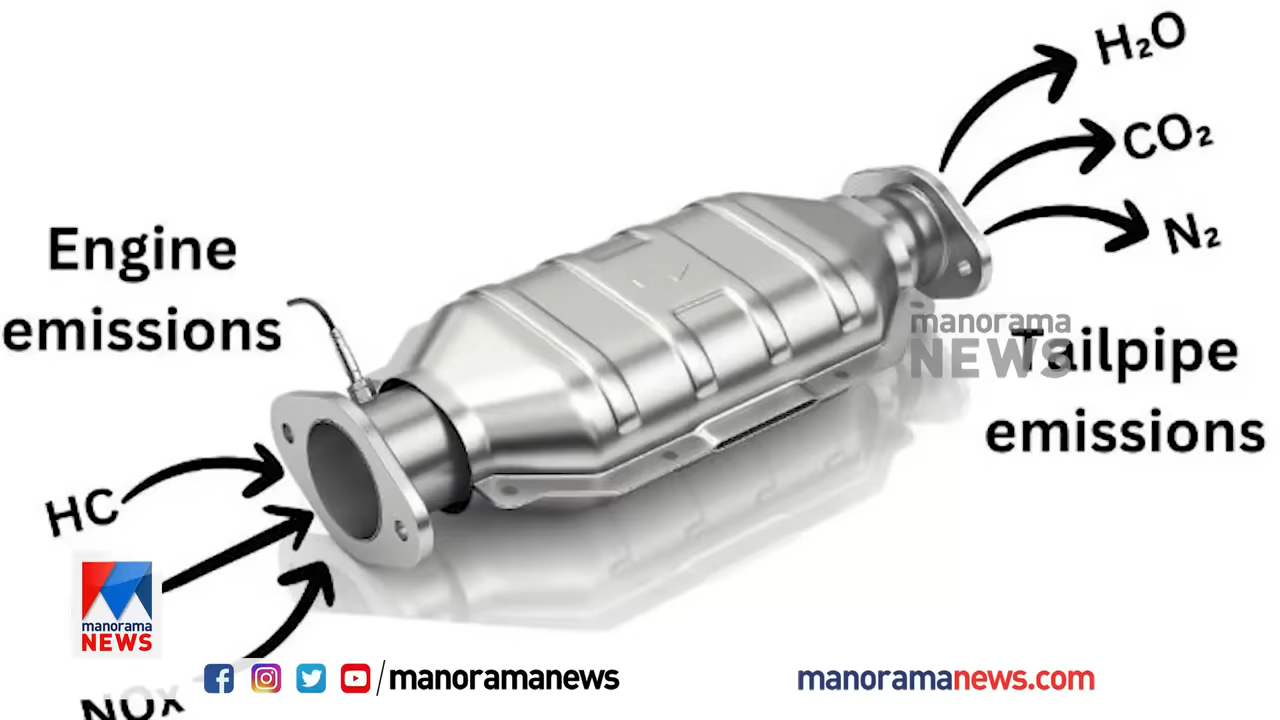 H₂O
CO₂
N₂
Engine
emissions
manorama
NEWS
Tailpipe
emissions
HC
manorama
NEWS
NOx
/manoramanews
manoramanews.com